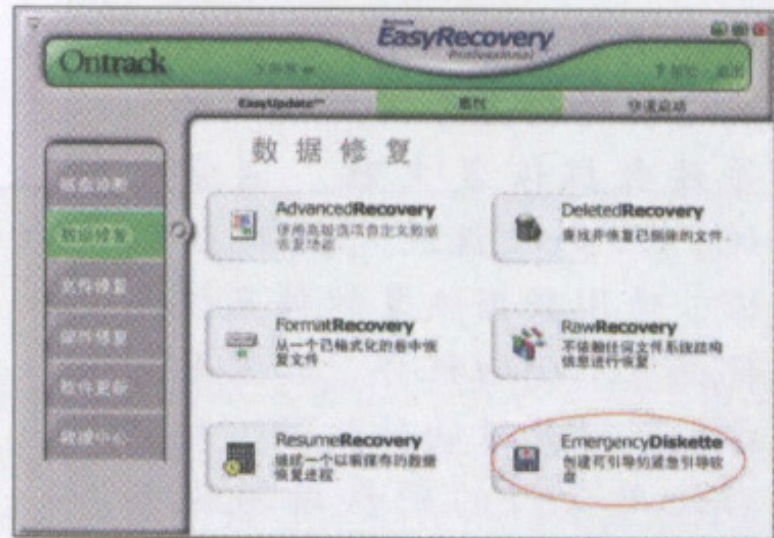 EasyRecovery
Professional
Ontrack
EasyUpdate™
属性
快速启动
数据修复
磁盘诊断
数据修复
文件修复
邮件修复
软件更新
救援中心
AdvancedRecovery
使用高级选项自定义数据
恢复功能.
DeletedRecovery
查找并恢复已删除的文件.
FormatRecovery
从一个已格式化的卷中恢
复文件.
RawRecovery
不依赖任何文件系统结构
信息进行恢复.
ResumeRecovery
继续一个以前保存的数据
恢复进程.
EmergencyDiskette
创建可引导的紧急引导软
盘.